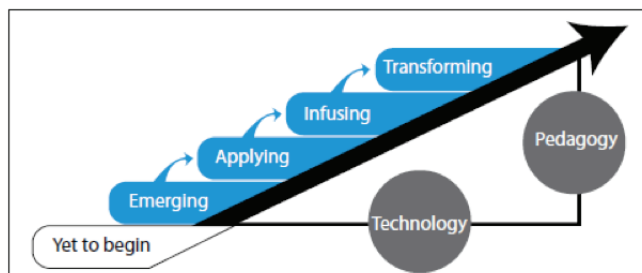 Transforming
Infusing
Pedagogy
Applying
Emerging
Technology
Yet to begin